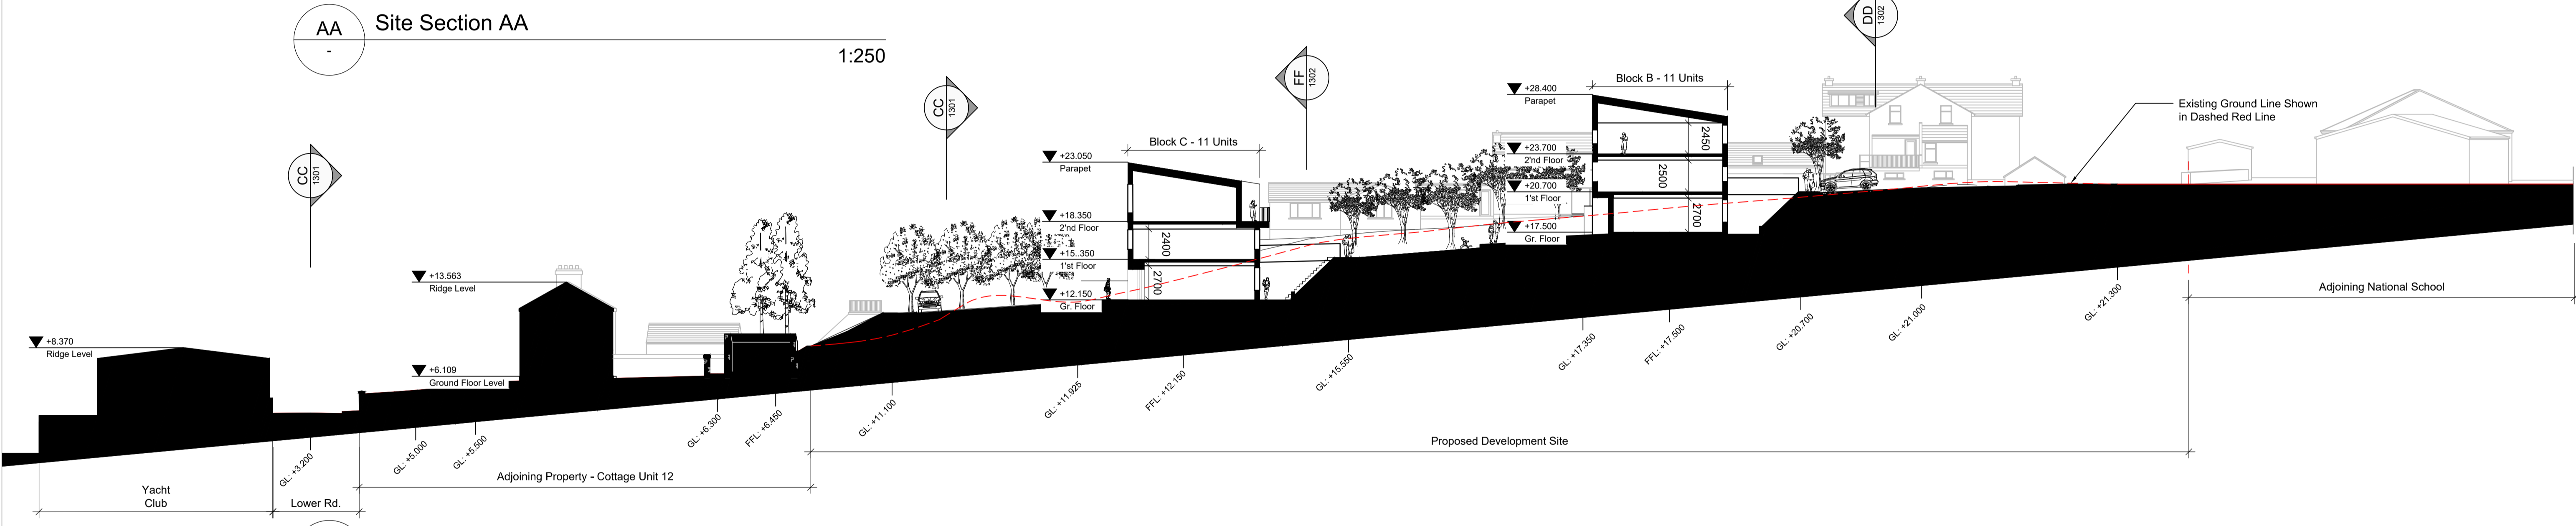 AA
-
Site Section AA
1:250
CC
1301
CC
1301
FF
1302
DD
1302
+8.370
Ridge Level
+13.563
Ridge Level
+6.109
Ground Floor Level
Block C - 11 Units
+23.050
Parapet
+18.350
2'nd Floor
+15..350
1'st Floor
+12.150
Gr. Floor
2400
2700
Block B - 11 Units
+28.400
Parapet
+23.700
2'nd Floor
+20.700
1'st Floor
+17.500
Gr. Floor
2450
2500
2700
Existing Ground Line Shown
in Dashed Red Line
GL: +3.200
GL: +5.000
GL: +5.500
GL: +6.300
FFL: +6.450
GL: +11.100
GL: +11.925
FFL: +12.150
GL: +15.550
GL: +17.350
FFL: +17.500
GL: +20.700
GL: +21.000
GL: +21.300
Adjoining National School
Proposed Development Site
Adjoining Property - Cottage Unit 12
Yacht
Club
Lower Rd.